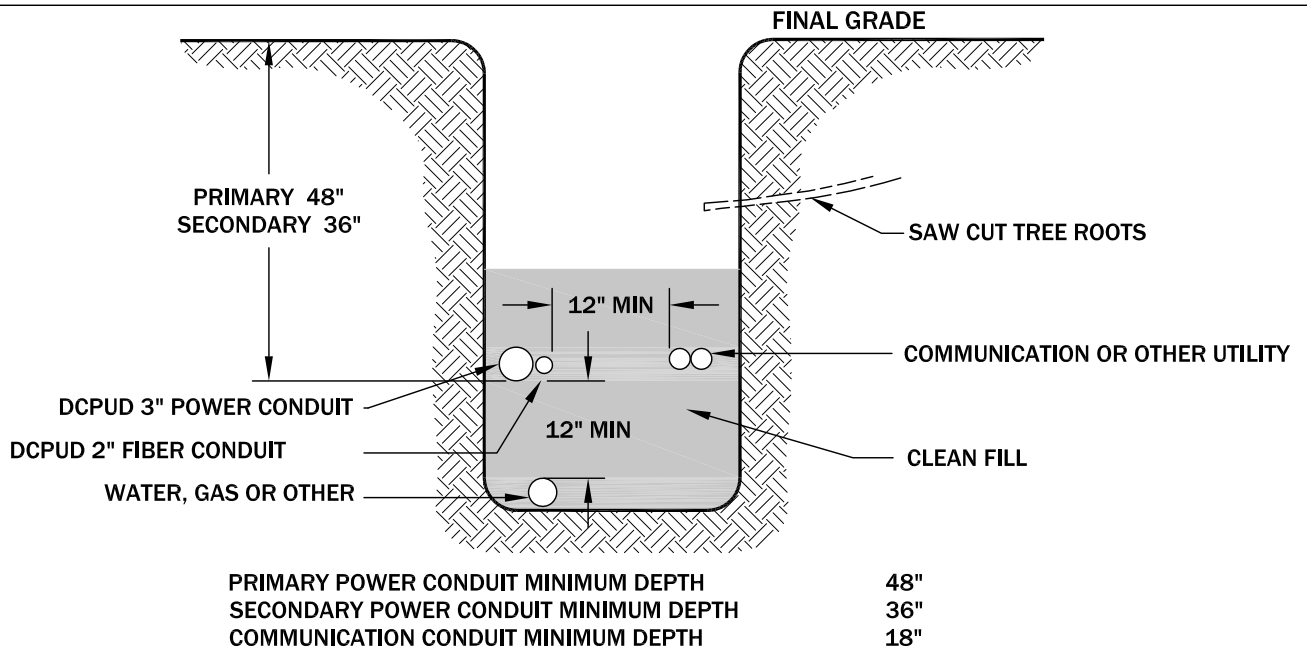 FINAL GRADE
PRIMARY 48"
SECONDARY 36"
SAW CUT TREE ROOTS
12" MIN
COMMUNICATION OR OTHER UTILITY
DCPUD 3" POWER CONDUIT
12" MIN
DCPUD 2" FIBER CONDUIT
CLEAN FILL
WATER, GAS OR OTHER
PRIMARY POWER CONDUIT MINIMUM DEPTH 48"
SECONDARY POWER CONDUIT MINIMUM DEPTH 36"
COMMUNICATION CONDUIT MINIMUM DEPTH 18"